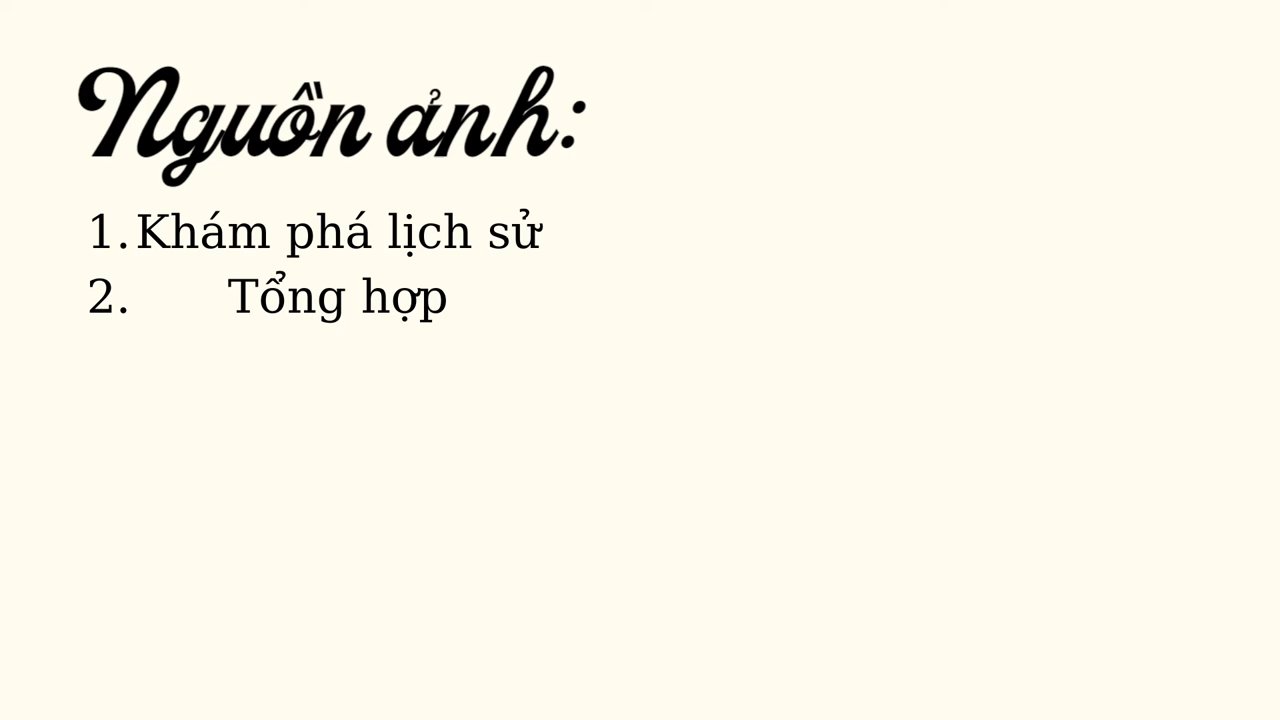 Nguồn ảnh:
1. Khám phá lịch sử
2. Tổng hợp